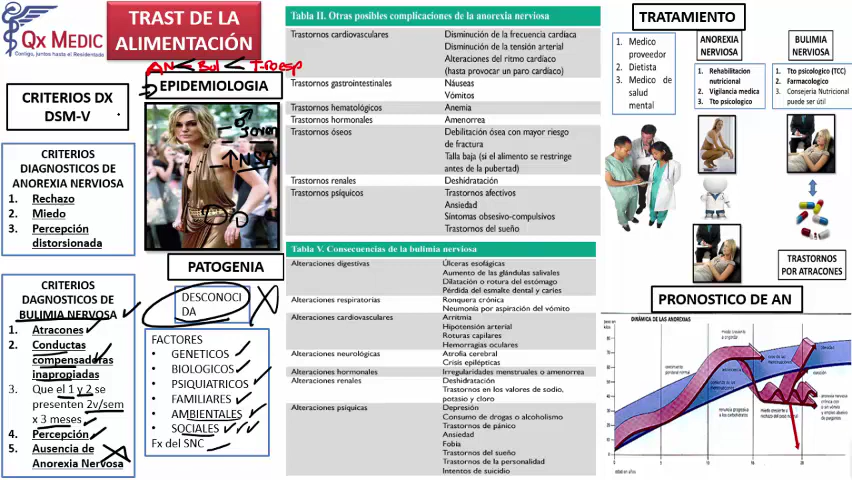 Qx MEDIC
Contigo, juntos hasta el Residentado
TRAST DE LA
ALIMENTACIÓN
AN < Bul < T-ro esp
EPIDEMIOLOGIA
CRITERIOS DX
DSM-V
Joven
NSA
CRITERIOS
DIAGNOSTICOS DE
ANOREXIA NERVIOSA
1. Rechazo
2. Miedo
3. Percepción
distorsionada
CRITERIOS
DIAGNOSTICOS DE
BULIMIA NERVOSA
1. Atracones
2. Conductas
compensadoras
inapropiadas
3. Que el 1 y 2 se
presenten 2v/sem
x 3 meses
4. Percepción
5. Ausencia de
Anorexia Nervosa
PATOGENIA
DESCONOCI
DA
FACTORES
• GENETICOS
• BIOLOGICOS
• PSIQUIATRICOS
• FAMILIARES
• AMBIENTALES
• SOCIALES
Fx del SNC
Tabla II. Otras posibles complicaciones de la anorexia nerviosa
Trastornos cardiovasculares Disminución de la frecuencia cardíaca
Disminución de la tensión arterial
Alteraciones del ritmo cardíaco
(hasta provocar un paro cardíaco)
Trastornos gastrointestinales Náuseas
Vómitos
Trastornos hematológicos Anemia
Trastornos hormonales Amenorrea
Trastornos óseos Debilitación ósea con mayor riesgo
de fractura
Talla baja (si el alimento se restringe
antes de la pubertad)
Trastornos renales Deshidratación
Trastornos psíquicos Trastornos afectivos
Ansiedad
Síntomas obsesivo-compulsivos
Trastornos del sueño
Tabla V. Consecuencias de la bulimia nerviosa
Alteraciones digestivas Úlceras esofágicas
Aumento de las glándulas salivales
Dilatación o rotura del estómago
Pérdida del esmalte dental y caries
Alteraciones respiratorias Ronquera crónica
Neumonía por aspiración del vómito
Alteraciones cardiovasculares Arritmia
Hipotensión arterial
Roturas capilares
Hemorragias oculares
Alteraciones neurológicas Atrofia cerebral
Crisis epilépticas
Alteraciones hormonales Irregularidades menstruales o amenorrea
Alteraciones renales Deshidratación
Trastornos en los valores de sodio,
potasio y cloro
Alteraciones psíquicas Depresión
Consumo de drogas o alcoholismo
Trastornos de pánico
Ansiedad
Fobia
Trastornos del sueño
Trastornos de la personalidad
Intentos de suicidio
TRATAMIENTO
1. Medico
proveedor
2. Dietista
3. Medico de
salud
mental
ANOREXIA
NERVIOSA
1. Rehabilitacion
nutricional
2. Vigilancia medica
3. Tto psicologico
BULIMIA
NERVIOSA
1. Tto psicologico (TCC)
2. Farmacologico
3. Consejeria Nutricional
puede ser útil
TRASTORNOS
POR ATRACONES
PRONOSTICO DE AN
DINÁMICA DE LAS ANOREXIAS